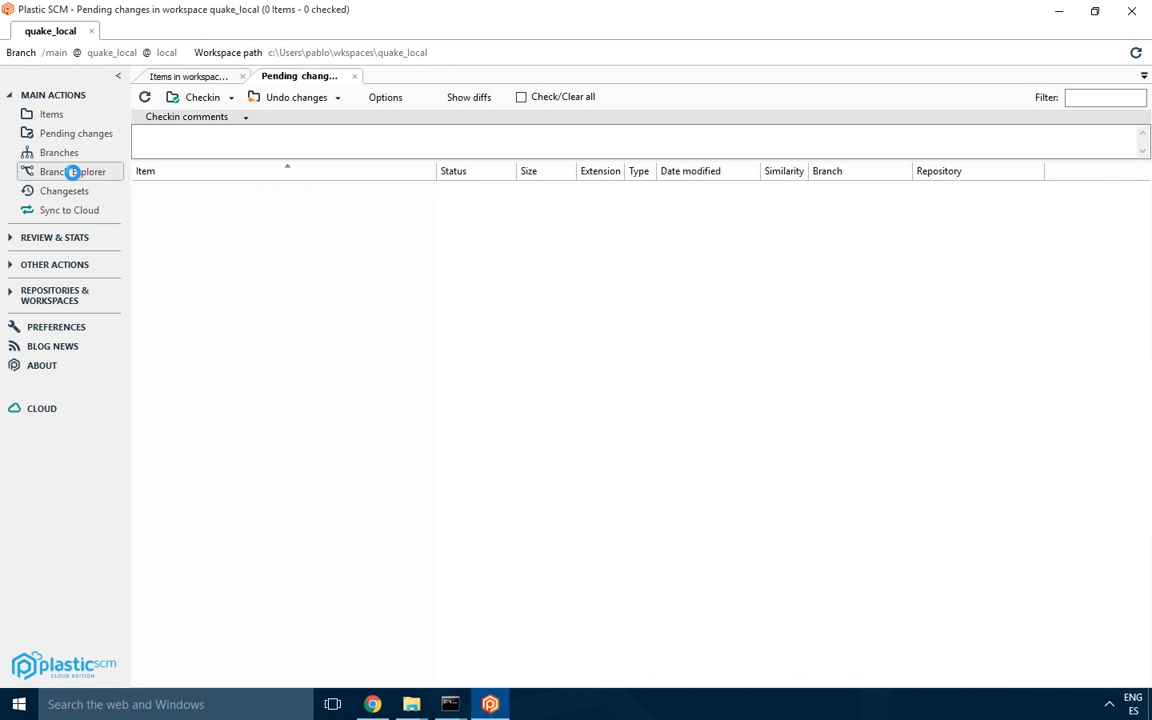 Plastic SCM - Pending changes in workspace quake_local (0 Items - 0 checked)
quake_local
Branch /main @ quake_local @ local Workspace path c:\Users\pablo\wkspaces\quake_local
Items in workspac...
Pending chang...
MAIN ACTIONS
Items
Pending changes
Branches
Branch Explorer
Changesets
Sync to Cloud
REVIEW & STATS
OTHER ACTIONS
REPOSITORIES &
WORKSPACES
PREFERENCES
BLOG NEWS
ABOUT
CLOUD
Checkin Undo changes Options Show diffs Check/Clear all Filter:
Checkin comments
Item Status Size Extension Type Date modified Similarity Branch Repository
plastic scm
CLOUD EDITION
Search the web and Windows
ENG
ES